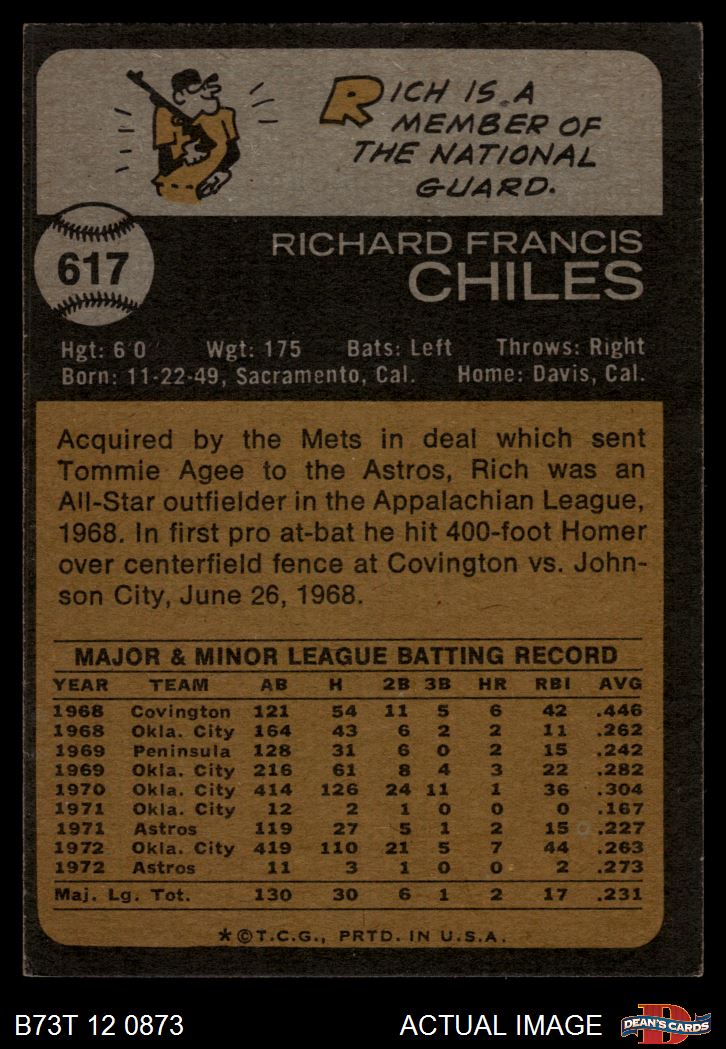 RICH IS A
MEMBER OF
THE NATIONAL
GUARD.
617
RICHARD FRANCIS
CHILES
Hgt: 6'0 Wgt: 175 Bats: Left Throws: Right
Born: 11-22-49, Sacramento, Cal. Home: Davis, Cal.
Acquired by the Mets in deal which sent
Tommie Agee to the Astros, Rich was an
All-Star outfielder in the Appalachian League,
1968. In first pro at-bat he hit 400-foot Homer
over centerfield fence at Covington vs. John-
son City, June 26, 1968.
MAJOR & MINOR LEAGUE BATTING RECORD
YEAR TEAM AB H 2B 3B HR RBI AVG
1968 Covington 121 54 11 5 6 42 .446
1968 Okla. City 164 43 6 2 2 11 .262
1969 Peninsula 128 31 6 0 2 15 .242
1969 Okla. City 216 61 8 4 3 22 .282
1970 Okla. City 414 126 24 11 1 36 .304
1971 Okla. City 12 2 1 0 0 0 .167
1971 Astros 119 27 5 1 2 15 .227
1972 Okla. City 419 110 21 5 7 44 .263
1972 Astros 11 3 1 0 0 2 .273
Maj. Lg. Tot. 130 30 6 1 2 17 .231
*©T.C.G., PRTD. IN U.S.A.
B73T 12 0873 ACTUAL IMAGE D DEAN'S CARDS